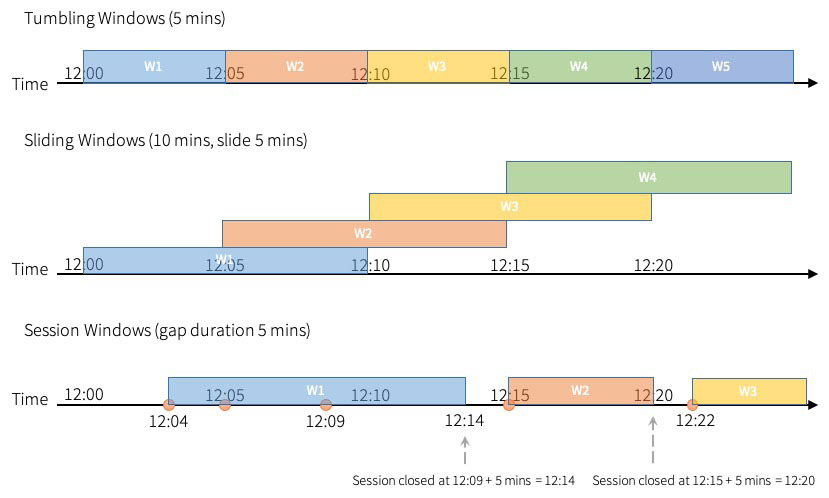 Tumbling Windows (5 mins)
W1 W2 W3 W4 W5
Time 12:00 12:05 12:10 12:15 12:20
Sliding Windows (10 mins, slide 5 mins)
W4
W3
W2
W1
Time 12:00 12:05 12:10 12:15 12:20
Session Windows (gap duration 5 mins)
W1 W2 W3
Time 12:00 12:05 12:10 12:15 12:20
12:04 12:09 12:14 12:22
Session closed at 12:09 + 5 mins = 12:14 Session closed at 12:15 + 5 mins = 12:20